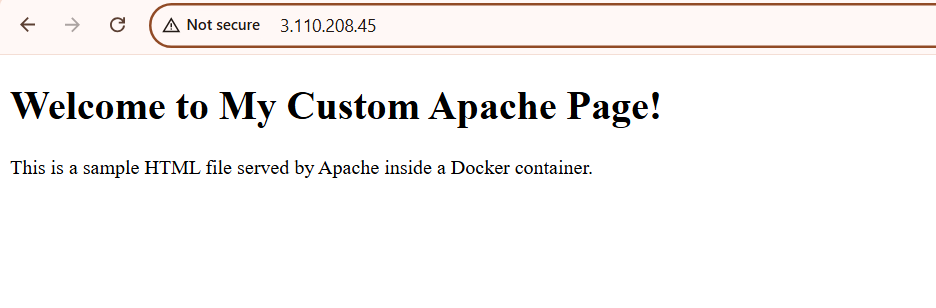 Not secure 3.110.208.45
Welcome to My Custom Apache Page!
This is a sample HTML file served by Apache inside a Docker container.